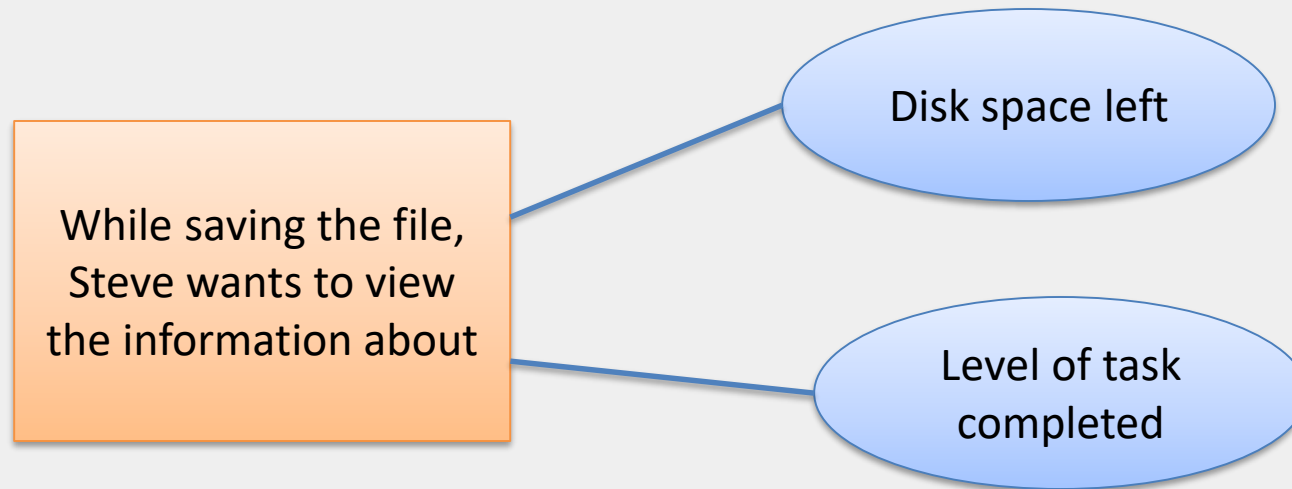 While saving the file,
Steve wants to view
the information about
Disk space left
Level of task
completed